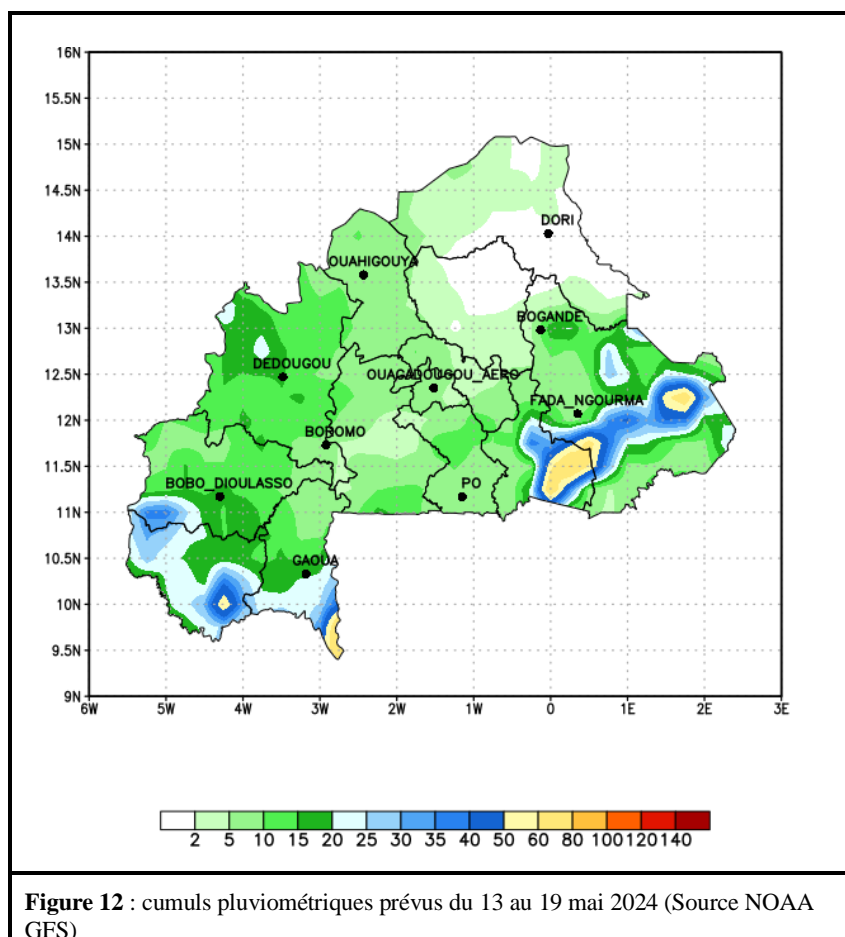 16N
15.5N
15N
14.5N
14N
13.5N
13N
12.5N
12N
11.5N
11N
10.5N
10N
9.5N
9N
6W 5W 4W 3W 2W 1W 0 1E 2E 3E
DORI
OUAHIGOUYA
BOGANDE
DEDOUGOU
OUAGADOUGOU_AERO
FADA_NGOURMA
BOROMO
BOBO_DIOULASSO
PO
GAOUA
2 5 10 15 20 25 30 35 40 50 60 80 100 120 140
Figure 12 : cumuls pluviométriques prévus du 13 au 19 mai 2024 (Source NOAA
GFS)